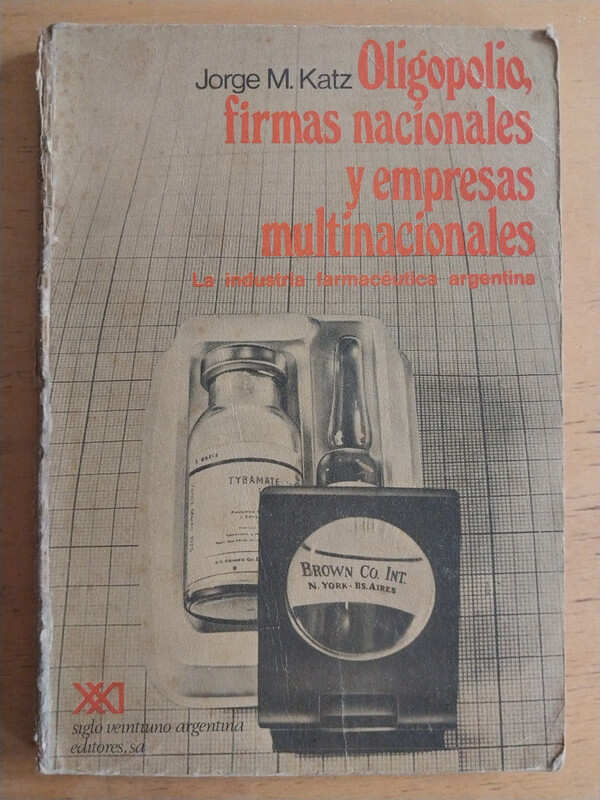 Jorge M. Katz Oligopolio,
firmas nacionales
y empresas
multinacionales
La industria farmacéutica argentina
TYBAMATE
BROWN CO. INT.
N. YORK - BS. AIRES
siglo veintiuno argentina
editores, sa